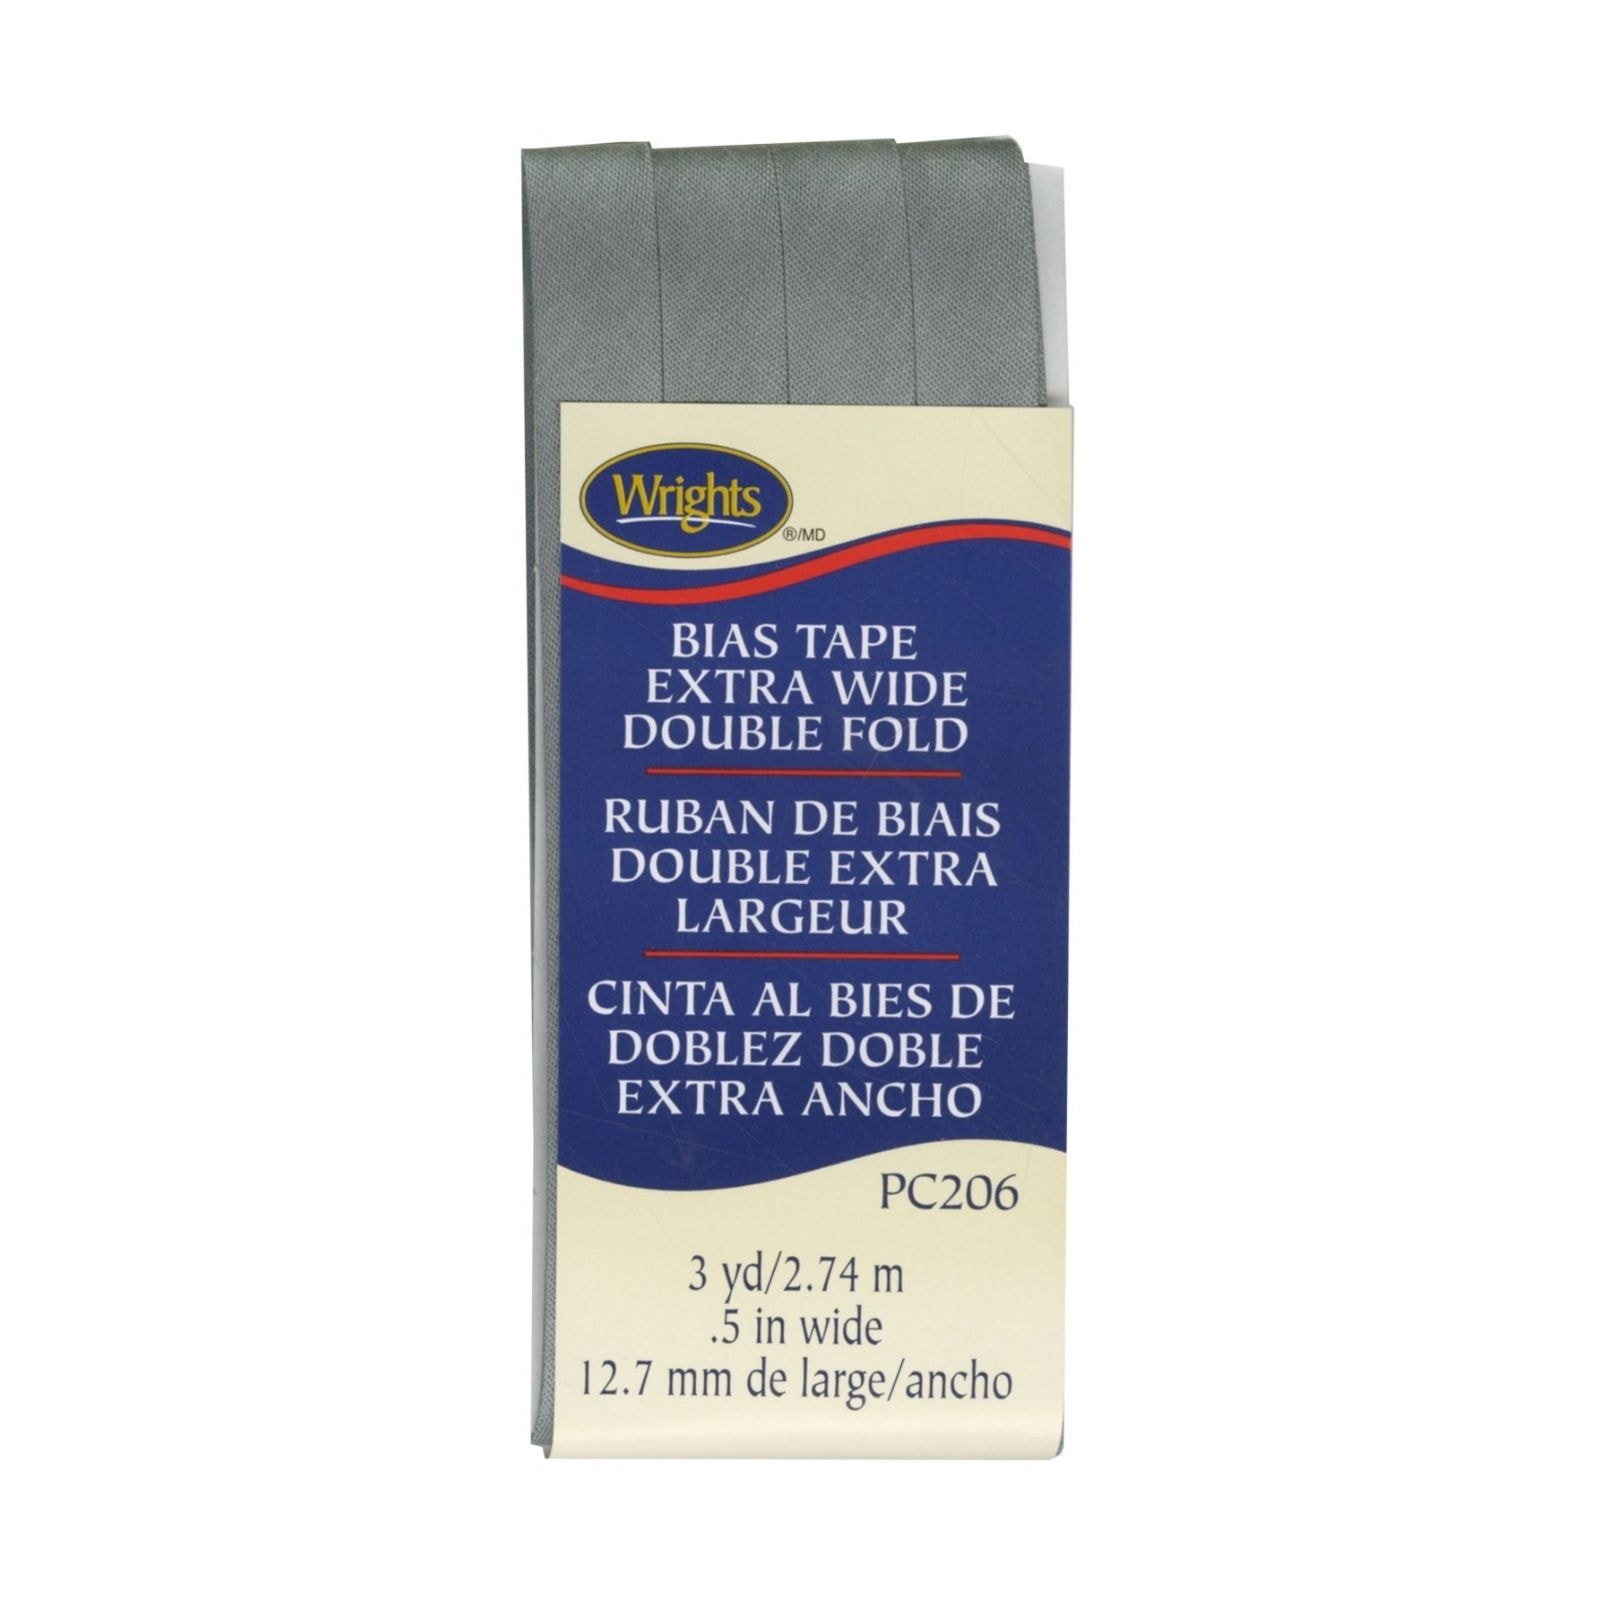 Wrights
®/MD
BIAS TAPE
EXTRA WIDE
DOUBLE FOLD
RUBAN DE BIAIS
DOUBLE EXTRA
LARGEUR
CINTA AL BIES DE
DOBLEZ DOBLE
EXTRA ANCHO
PC206
3 yd/2.74 m
.5 in wide
12.7 mm de large/ancho